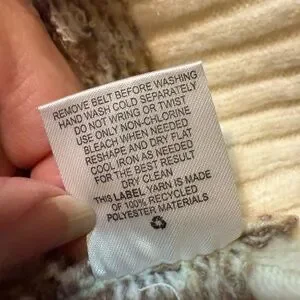 REMOVE BELT BEFORE WASHING
HAND WASH COLD SEPARATELY
DO NOT WRING OR TWIST
USE ONLY NON-CHLORINE
BLEACH WHEN NEEDED
RESHAPE AND DRY FLAT
COOL IRON AS NEEDED
FOR THE BEST RESULT
DRY CLEAN
THIS LABEL YARN IS MADE
OF 100% RECYCLED
POLYESTER MATERIALS